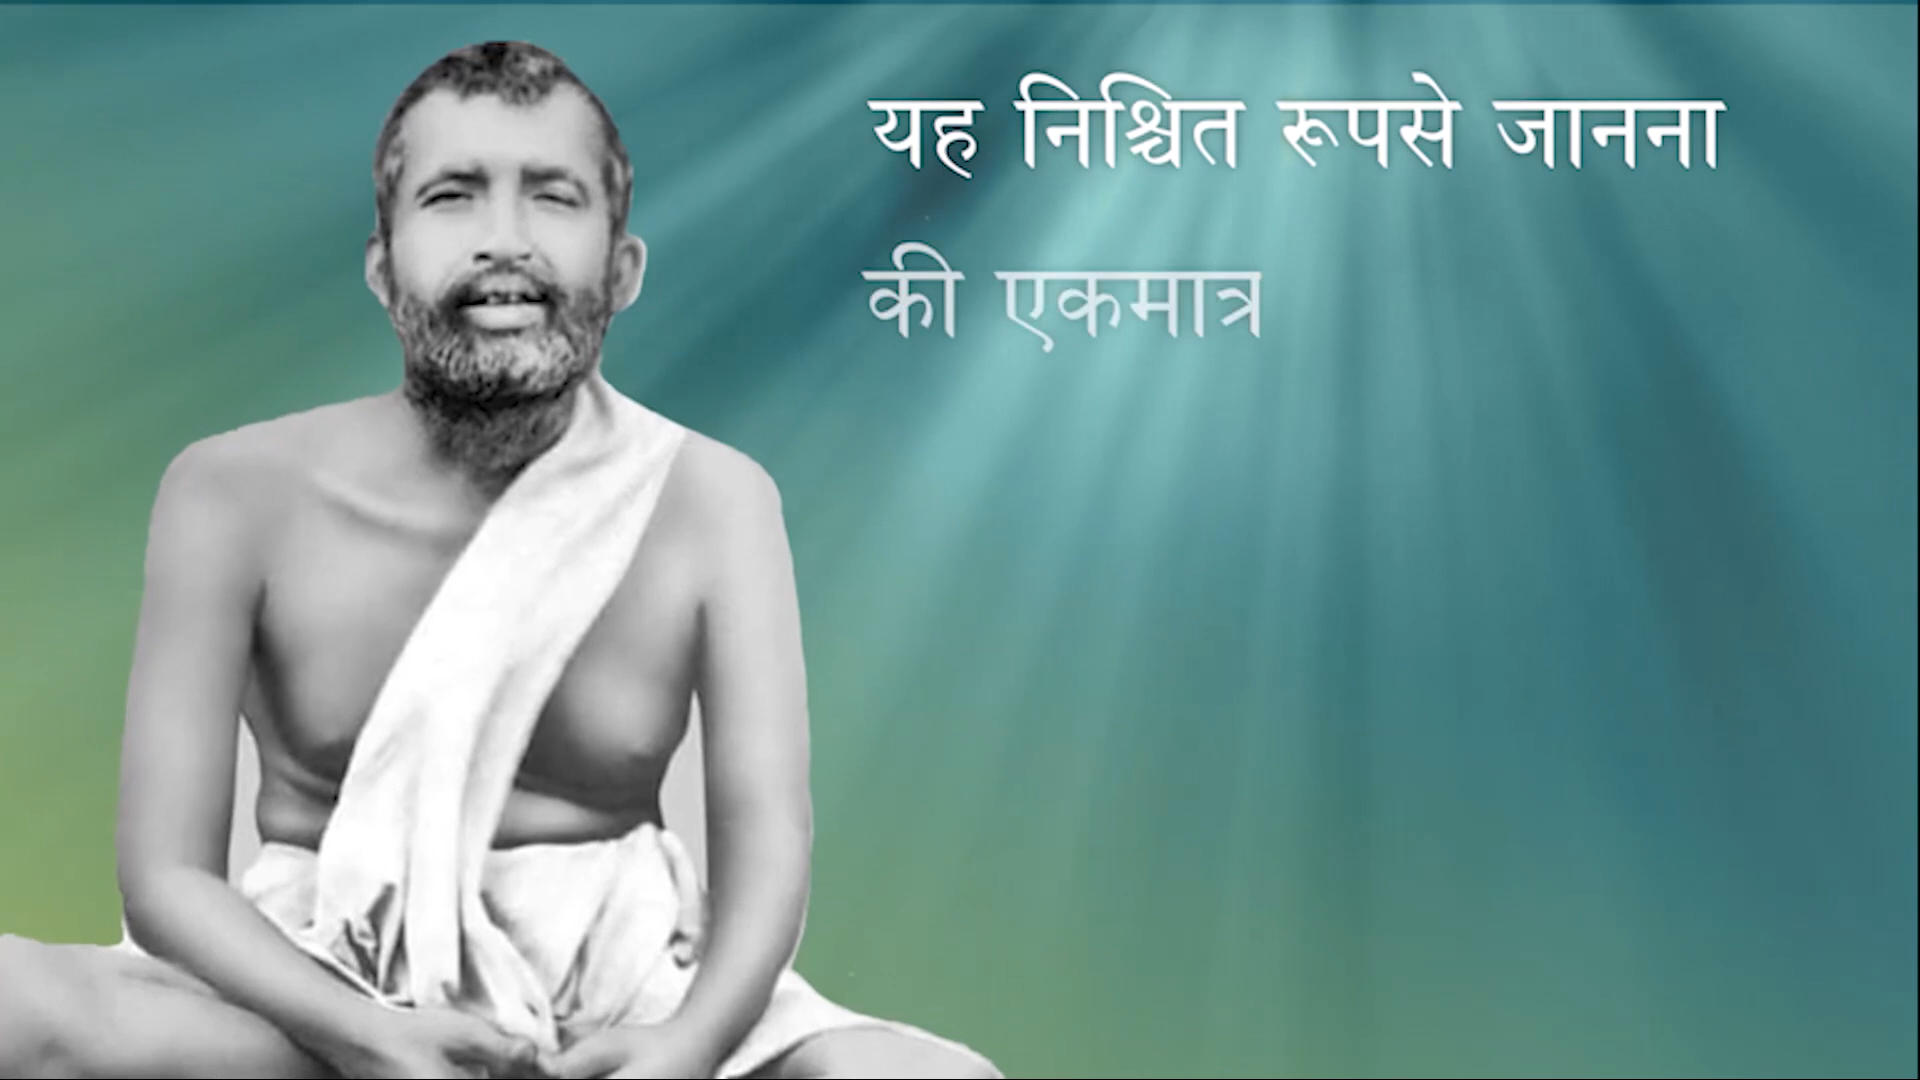 यह निश्चित रूपसे जानना
की एकमात्र